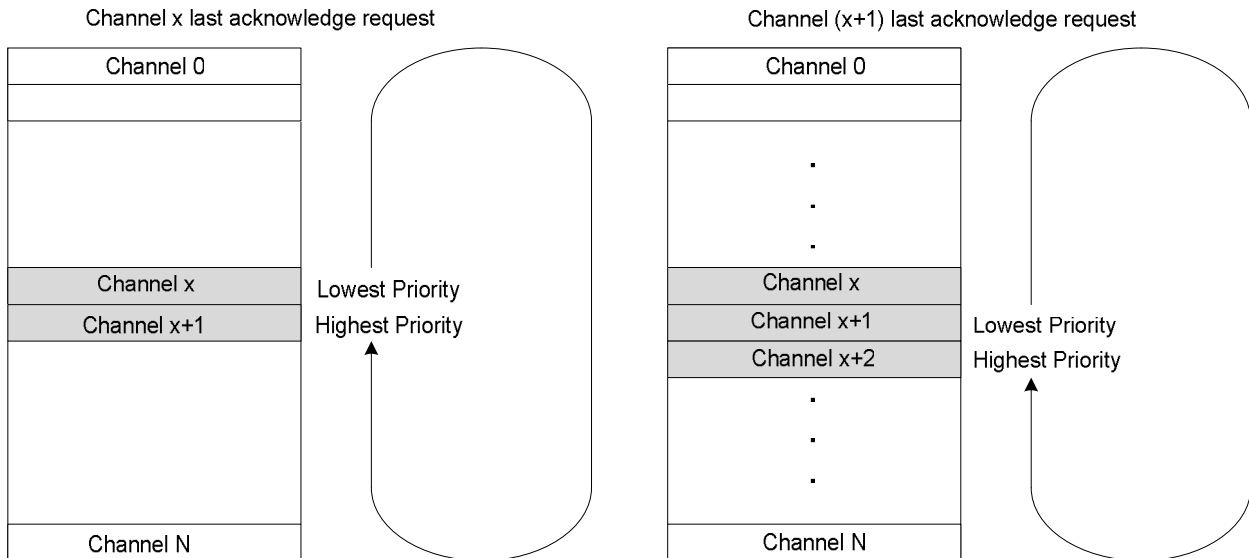 Channel x last acknowledge request
Channel 0
Channel x
Lowest Priority
Channel x+1
Highest Priority
Channel N
Channel (x+1) last acknowledge request
Channel 0
.
.
.
Channel x
Channel x+1
Lowest Priority
Channel x+2
Highest Priority
.
.
.
Channel N